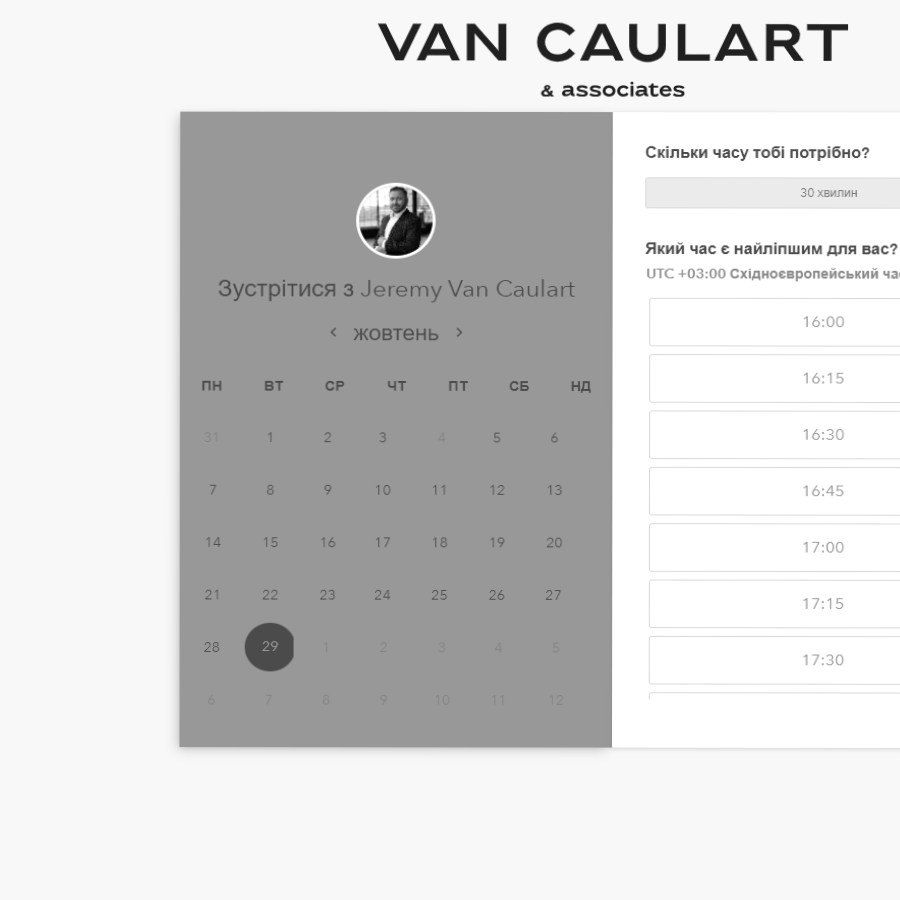 VAN CAULART
& associates
Зустрітися з Jeremy Van Caulart
жовтень
ПН ВТ СР ЧТ ПТ СБ НД
31 1 2 3 4 5 6
7 8 9 10 11 12 13
14 15 16 17 18 19 20
21 22 23 24 25 26 27
28 29 1 2 3 4 5
6 7 8 9 10 11 12
Скільки часу тобі потрібно?
30 хвилин
Який час є найліпшим для вас?
UTC +03:00 Східноєвропейський
16:00
16:15
16:30
16:45
17:00
17:15
17:30